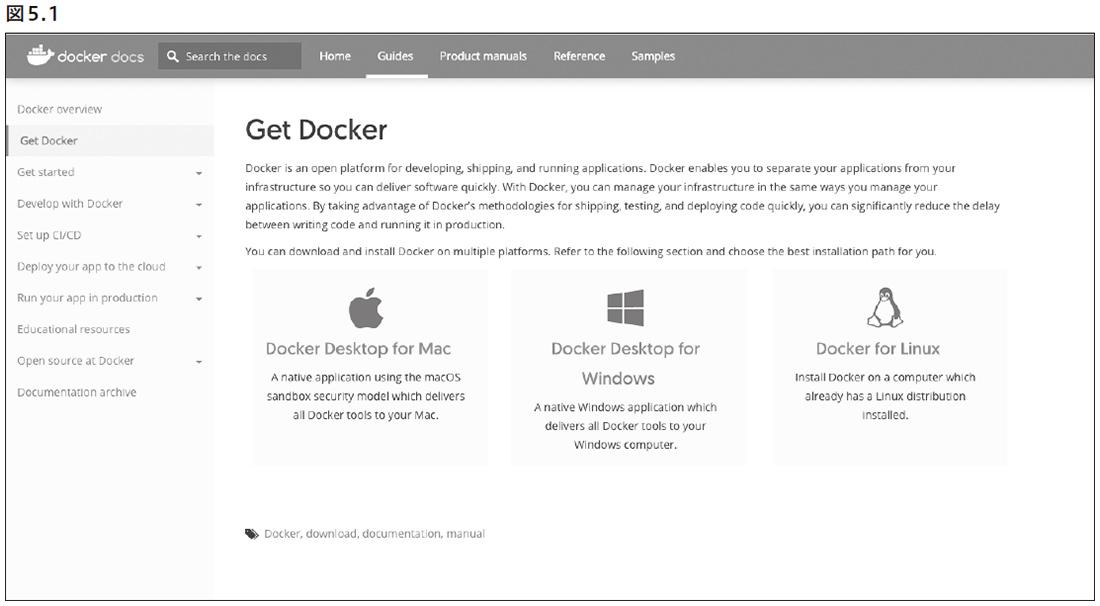 図5.1
docker docs
Search the docs
Home
Guides
Product manuals
Reference
Samples
Docker overview
Get Docker
Get started
Develop with Docker
Set up CI/CD
Deploy your app to the cloud
Run your app in production
Educational resources
Open source at Docker
Documentation archive
Get Docker
Docker is an open platform for developing, shipping, and running applications. Docker enables you to separate your applications from your
infrastructure so you can deliver software quickly. With Docker, you can manage your infrastructure in the same ways you manage your
applications. By taking advantage of Docker's methodologies for shipping, testing, and deploying code quickly, you can significantly reduce the delay
between writing code and running it in production.
You can download and install Docker on multiple platforms. Refer to the following section and choose the best installation path for you.
Docker Desktop for Mac
A native application using the macOS
sandbox security model which delivers
all Docker tools to your Mac.
Docker Desktop for
Windows
A native Windows application which
delivers all Docker tools to your
Windows computer.
Docker for Linux
Install Docker on a computer which
already has a Linux distribution
installed.
Docker, download, documentation, manual